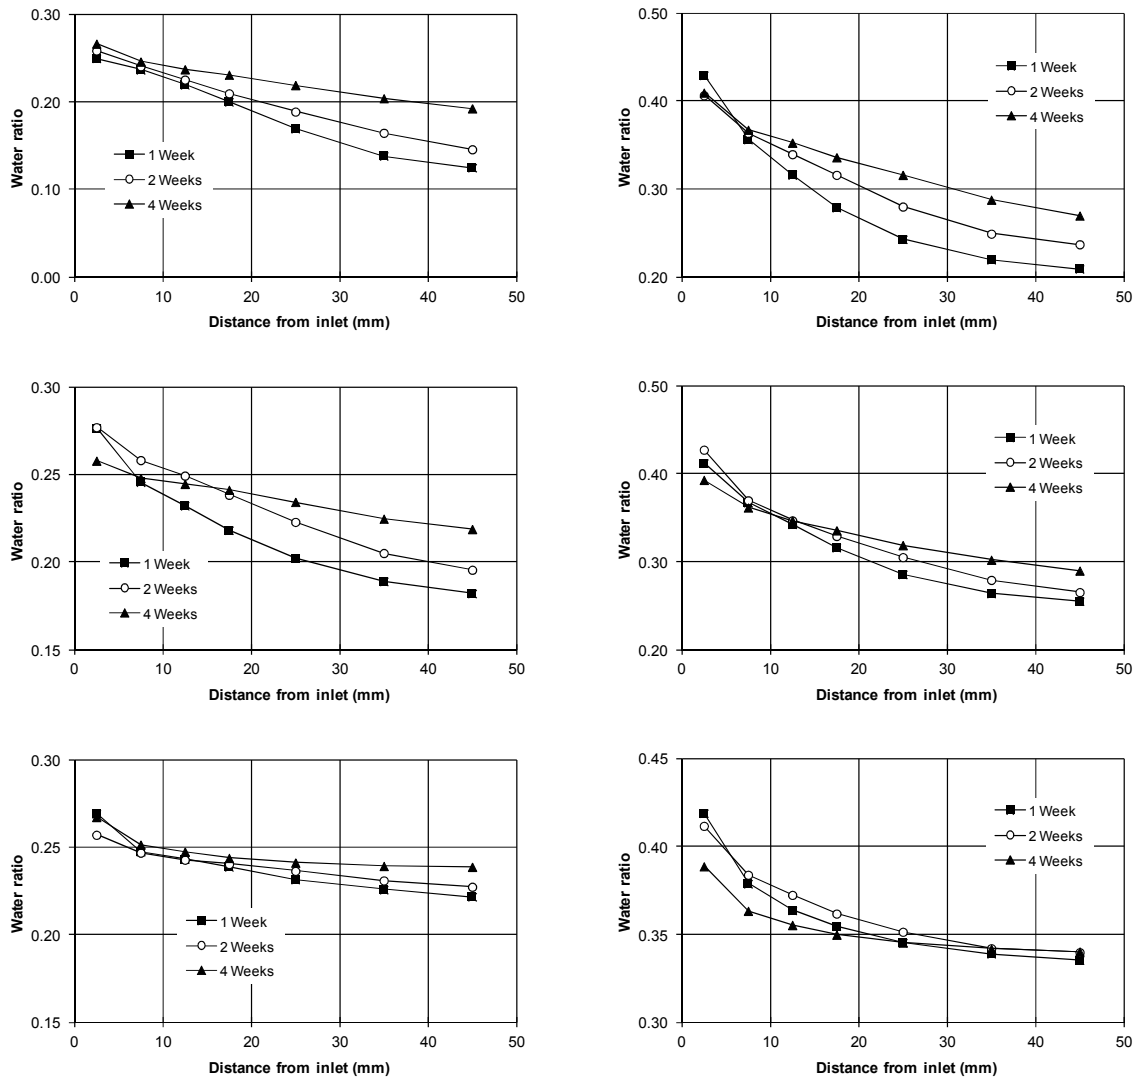 0.30
0.20
0.10
0.00
Water ratio
1 Week
2 Weeks
4 Weeks
0 10 20 30 40 50
Distance from inlet (mm)
0.50
0.40
0.30
0.20
Water ratio
1 Week
2 Weeks
4 Weeks
0 10 20 30 40 50
Distance from inlet (mm)
0.30
0.25
0.20
0.15
Water ratio
1 Week
2 Weeks
4 Weeks
0 10 20 30 40 50
Distance from inlet (mm)
0.50
0.40
0.30
0.20
Water ratio
1 Week
2 Weeks
4 Weeks
0 10 20 30 40 50
Distance from inlet (mm)
0.30
0.25
0.20
0.15
Water ratio
1 Week
2 Weeks
4 Weeks
0 10 20 30 40 50
Distance from inlet (mm)
0.45
0.40
0.35
0.30
Water ratio
1 Week
2 Weeks
4 Weeks
0 10 20 30 40 50
Distance from inlet (mm)